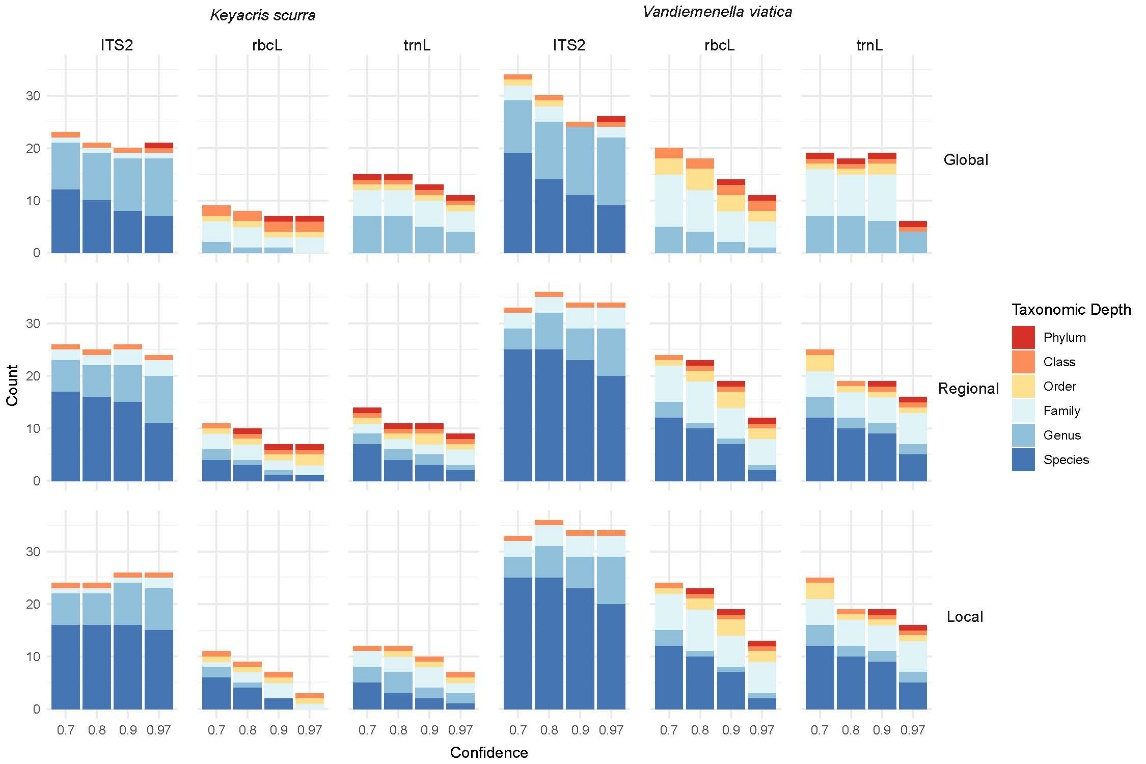 Keyacris scurra
Vandiemenella viatica
ITS2
rbcL
trnL
ITS2
rbcL
trnL
30
20
10
0
Global
30
20
10
0
Regional
30
20
10
0
Local
Count
0.7 0.8 0.9 0.97
0.7 0.8 0.9 0.97
0.7 0.8 0.9 0.97
0.7 0.8 0.9 0.97
0.7 0.8 0.9 0.97
0.7 0.8 0.9 0.97
Confidence
Taxonomic Depth
Phylum
Class
Order
Family
Genus
Species